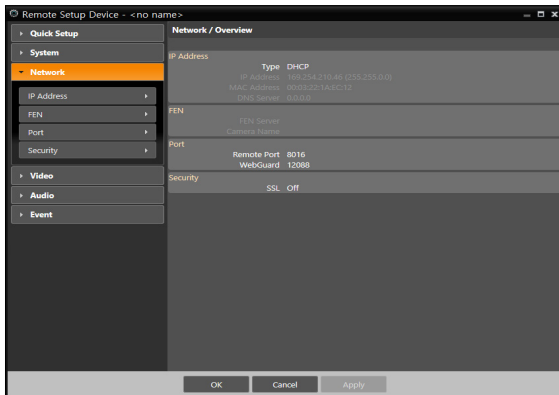 Remote Setup Device - <no name>
Quick Setup
System
Network
IP Address
FEN
Port
Security
Video
Audio
Event
Network / Overview
IP Address
Type DHCP
IP Address 169.254.210.46 (255.255.0.0)
MAC Address 00:03:22:1A:EC:12
DNS Server 0.0.0.0
FEN
FEN Server
Camera Name
Port
Remote Port 8016
WebGuard 12088
Security
SSL Off
OK Cancel Apply